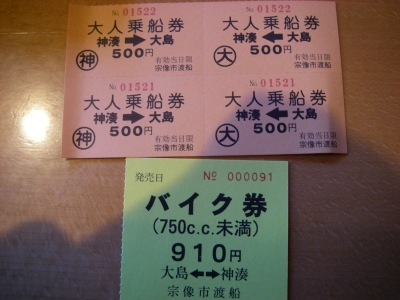 No 01522
大人乗船券
神湊➡大島
500円
神
有効当日限
宗像市渡船
No 01522
大人乗船券
神湊⬅大島
500円
大
有効当日限
宗像市渡船
No 01521
大人乗船券
神湊➡大島
500円
神
有効当日限
宗像市渡船
No 01521
大人乗船券
神湊⬅大島
500円
大
有効当日限
宗像市渡船
発売日 No 000091
バイク券
(750c.c.未満)
910円
大島⬅➡神湊
宗像市渡船